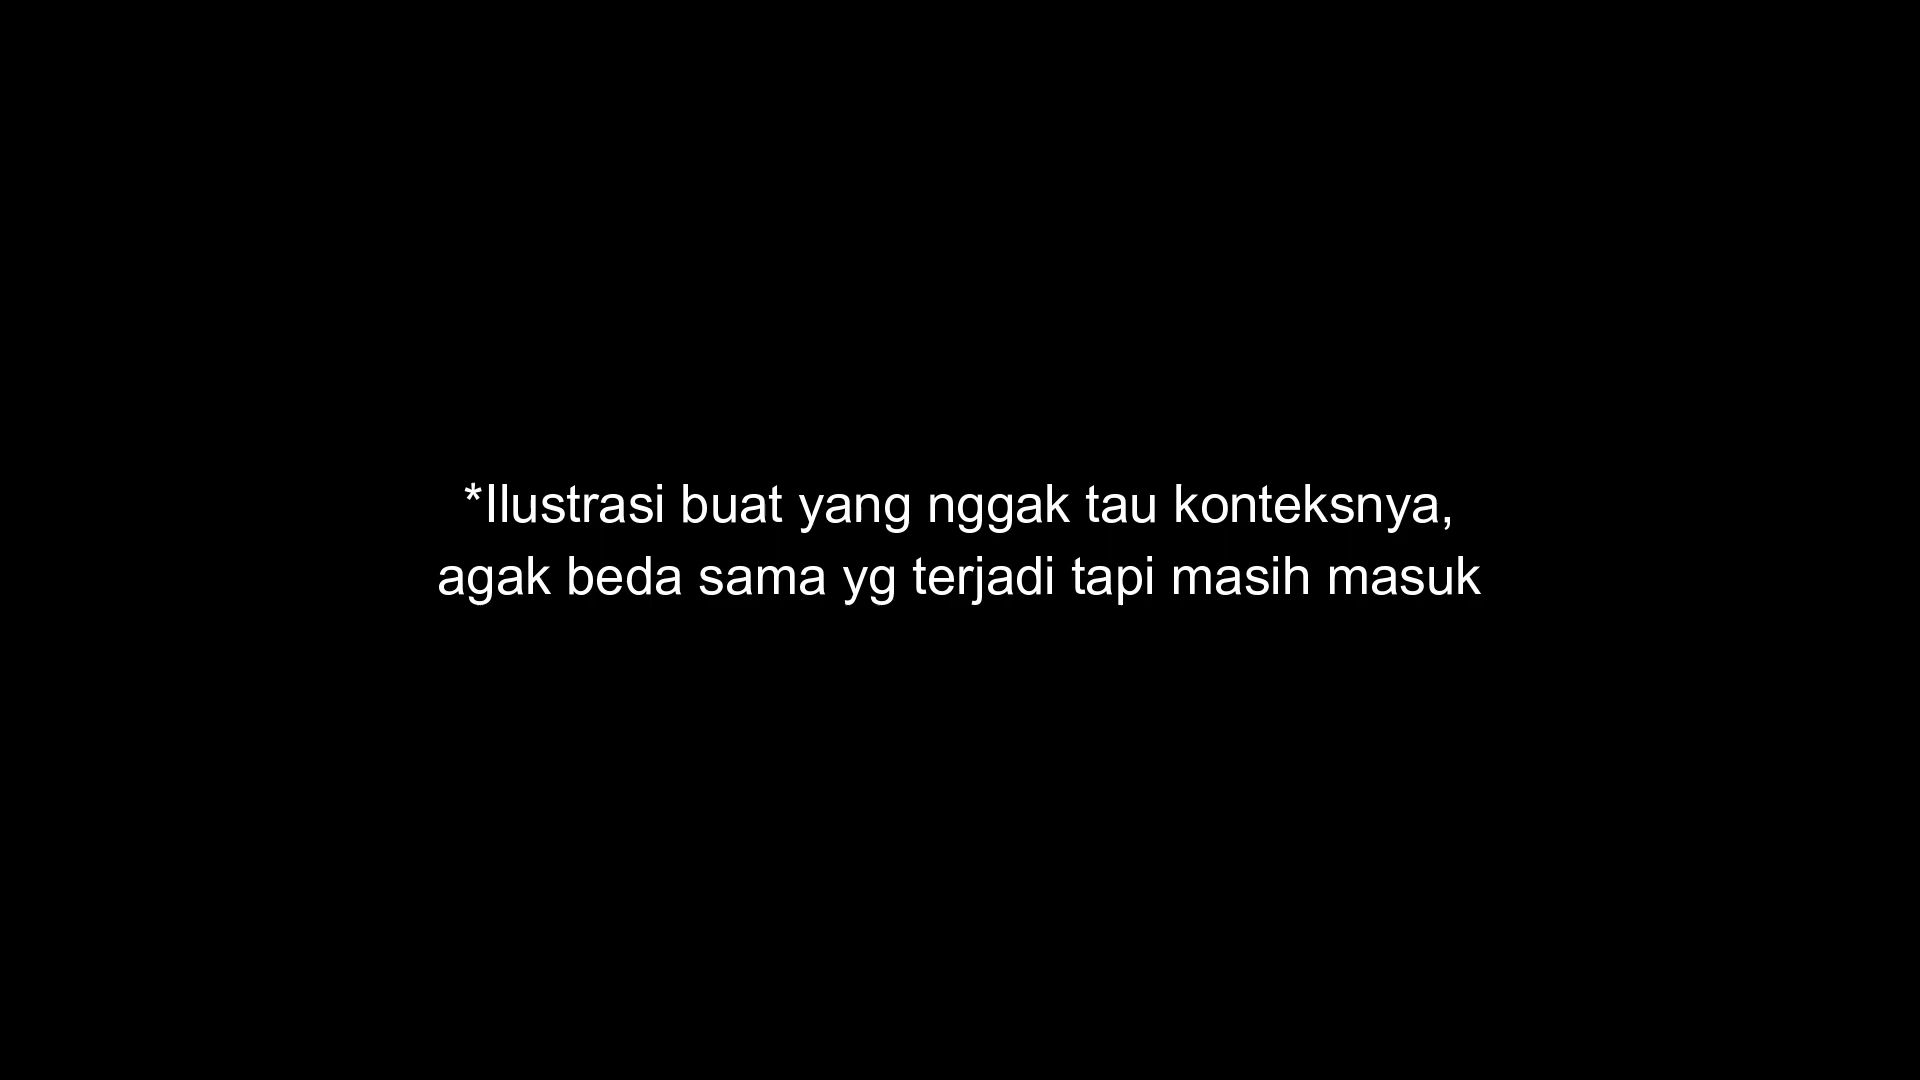 *Ilustrasi buat yang nggak tau konteksnya,
agak beda sama yg terjadi tapi masih masuk